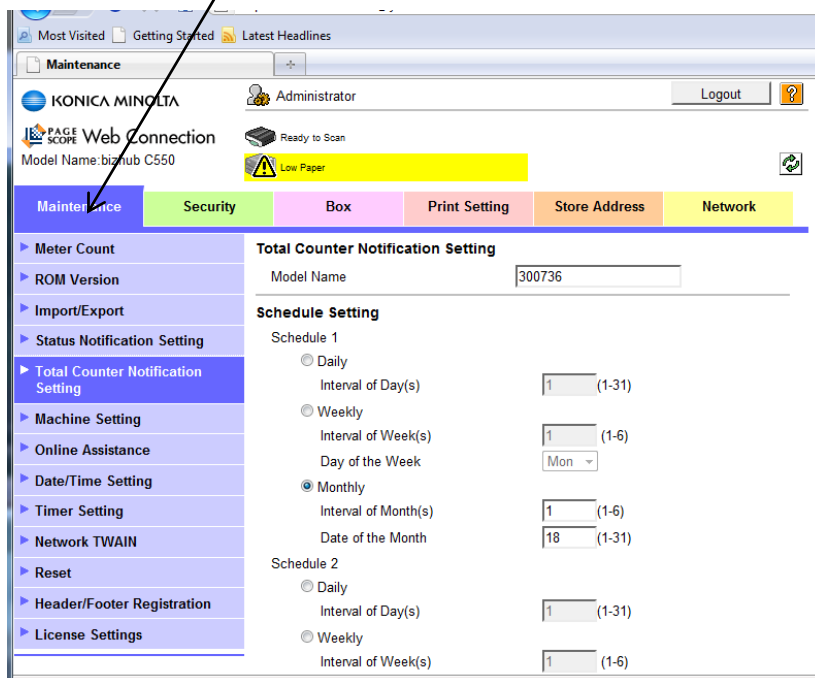 Most Visited Getting Started Latest Headlines
Maintenance
KONICA MINOLTA Administrator Logout ?
PAGE SCOPE Web Connection Ready to Scan
Model Name:bizhub C550 Low Paper
Maintenance Security Box Print Setting Store Address Network
Meter Count
ROM Version
Import/Export
Status Notification Setting
Total Counter Notification
Setting
Machine Setting
Online Assistance
Date/Time Setting
Timer Setting
Network TWAIN
Reset
Header/Footer Registration
License Settings
Total Counter Notification Setting
Model Name 300736
Schedule Setting
Schedule 1
Daily
Interval of Day(s) 1 (1-31)
Weekly
Interval of Week(s) 1 (1-6)
Day of the Week Mon
Monthly
Interval of Month(s) 1 (1-6)
Date of the Month 18 (1-31)
Schedule 2
Daily
Interval of Day(s) 1 (1-31)
Weekly
Interval of Week(s) 1 (1-6)